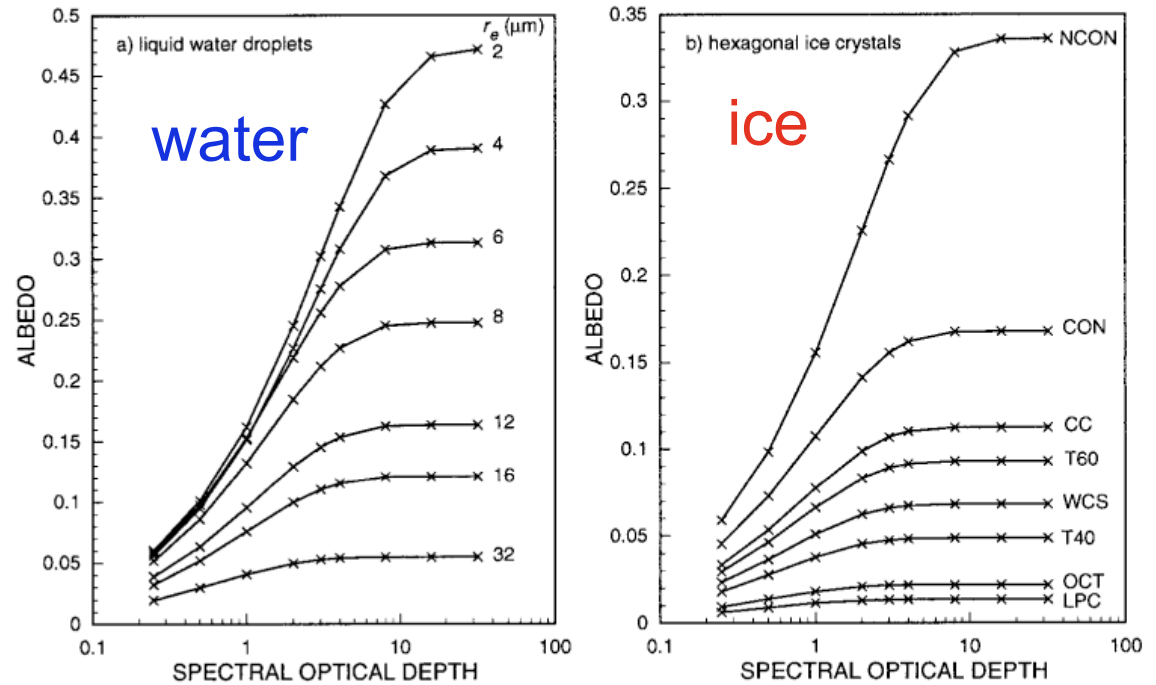 a) liquid water droplets
r_e (μm)
water
2
4
6
8
12
16
32
0.5
0.45
0.4
0.35
0.3
0.25
0.2
0.15
0.1
0.05
0
ALBEDO
0.1
1
10
100
SPECTRAL OPTICAL DEPTH
b) hexagonal ice crystals
ice
NCON
CON
CC
T60
WCS
T40
OCT
LPC
0.35
0.3
0.25
0.2
0.15
0.1
0.05
0
ALBEDO
0.1
1
10
100
SPECTRAL OPTICAL DEPTH